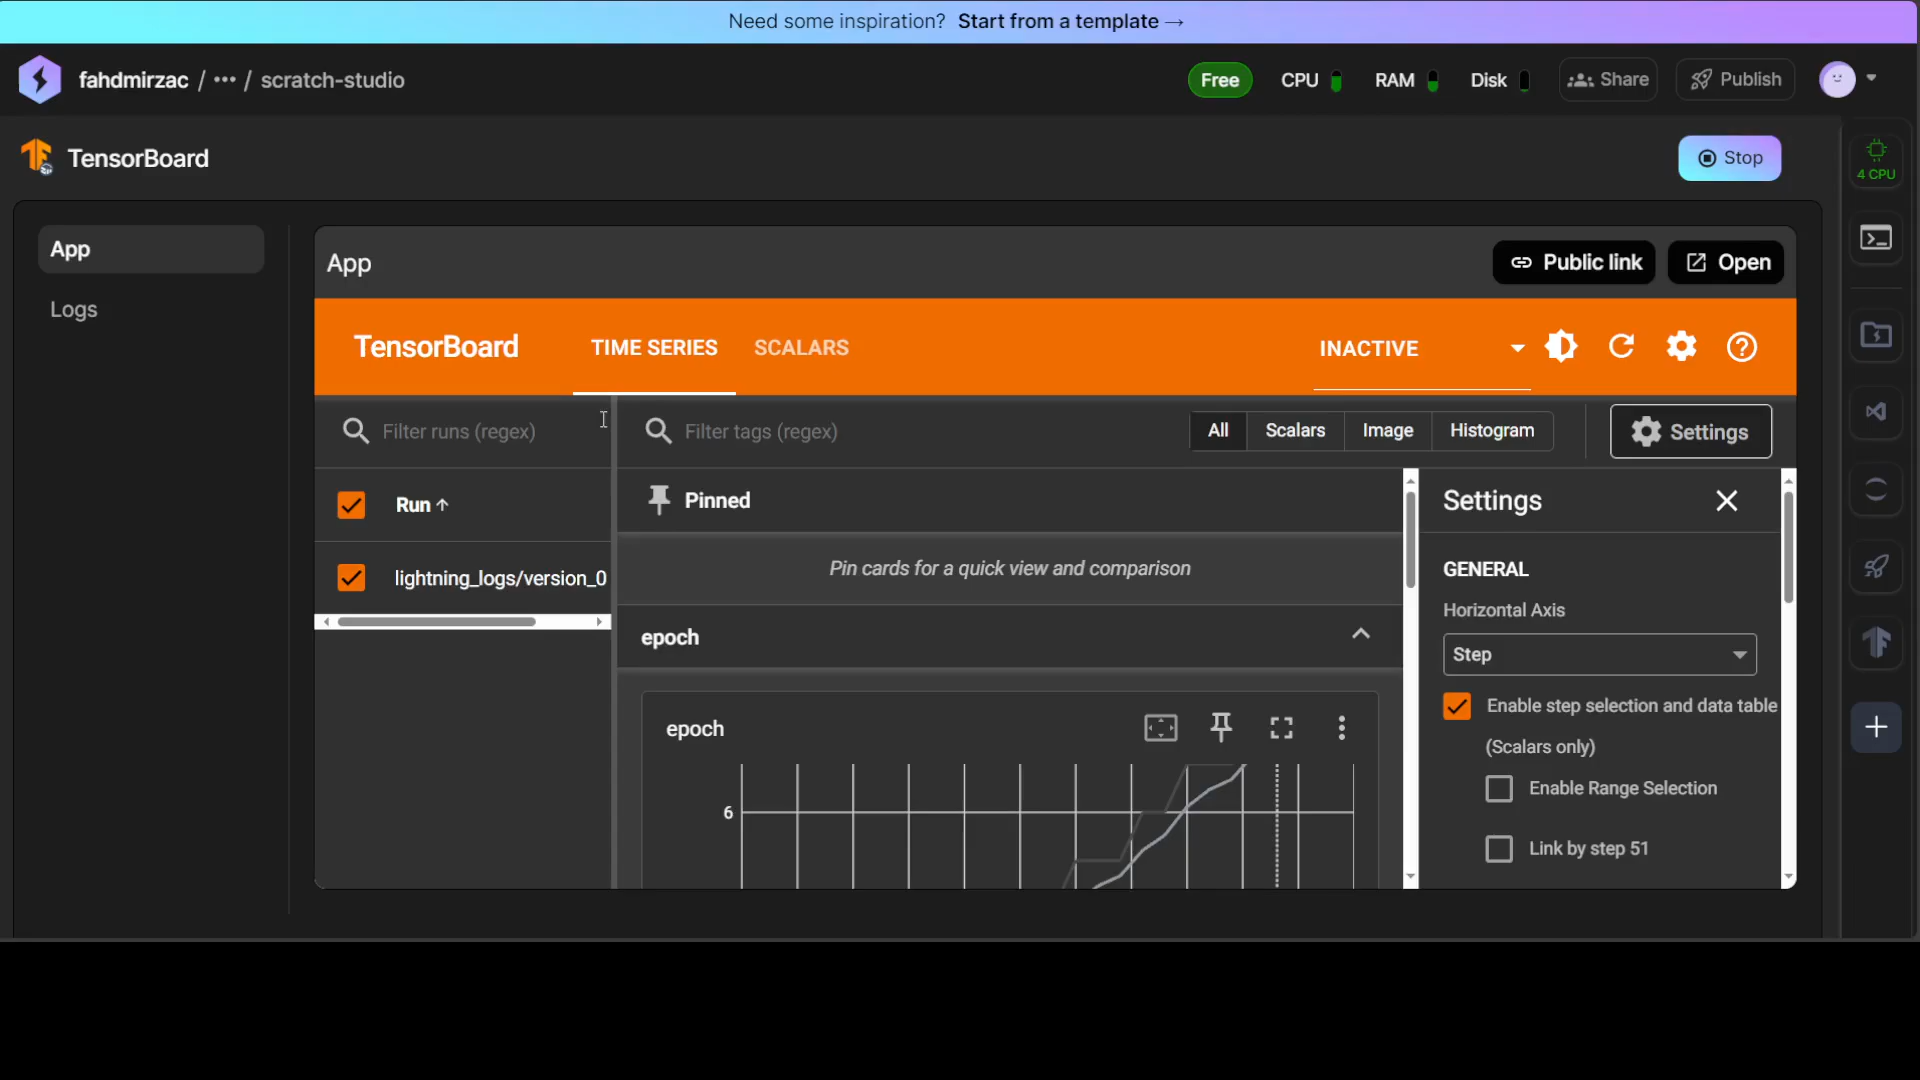 Need some inspiration? Start from a template →
fahdmirzac / ··· / scratch-studio
Free CPU RAM Disk Share Publish
TensorBoard
Stop
4 CPU
App
Logs
App
Public link Open
TensorBoard TIME SERIES SCALARS INACTIVE
Filter runs (regex)
Filter tags (regex)
All Scalars Image Histogram
Settings
Run ↑
lightning_logs/version_0
Pinned
Pin cards for a quick view and comparison
epoch
epoch
6
Settings
GENERAL
Horizontal Axis
Step
Enable step selection and data table
(Scalars only)
Enable Range Selection
Link by step 51